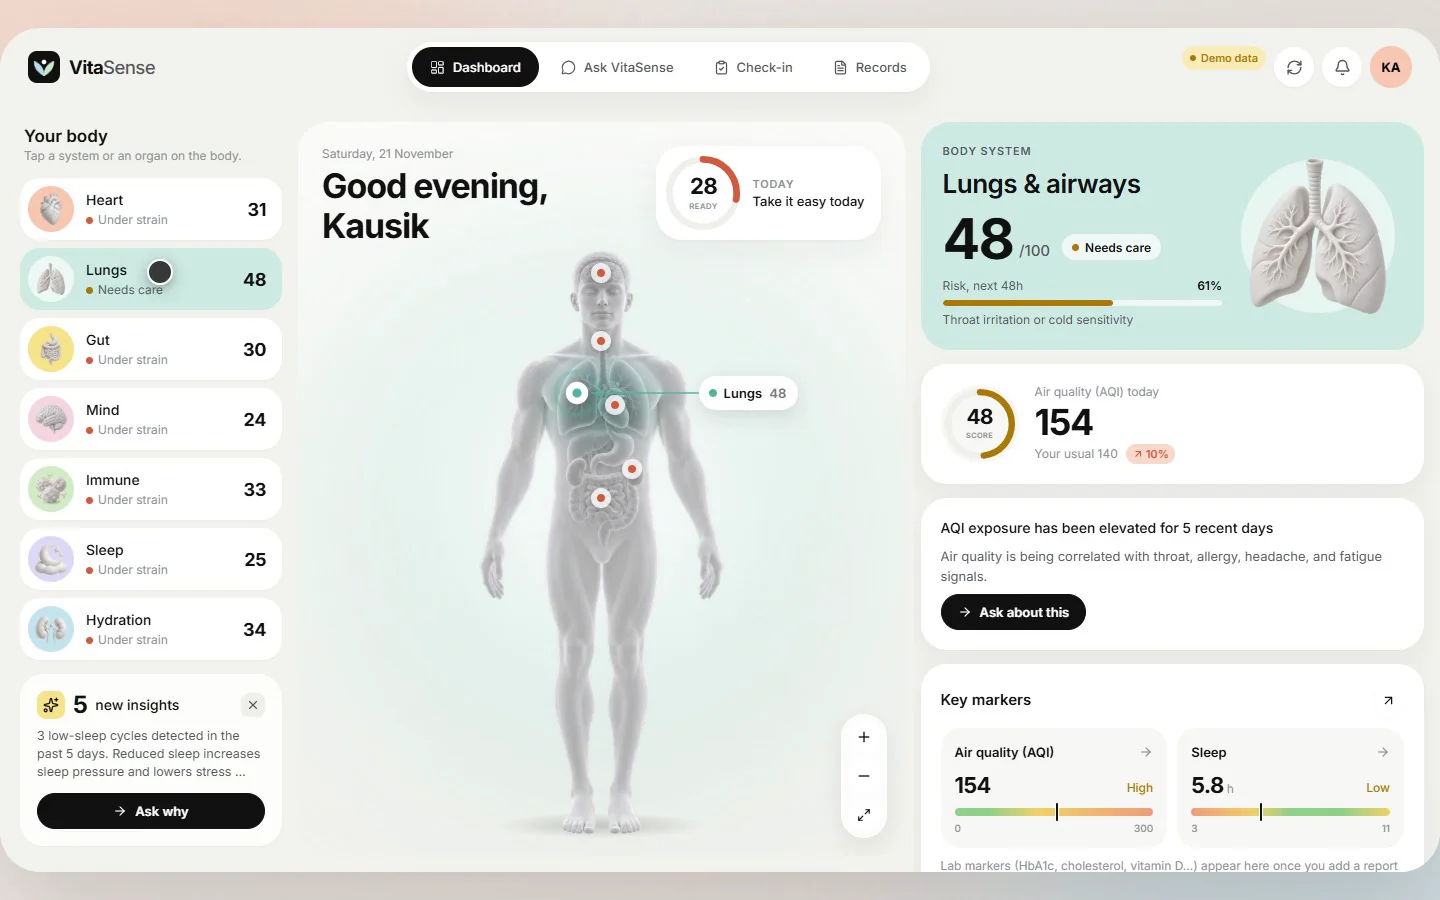 VitaSense
Dashboard
Ask VitaSense
Check-in
Records
Demo data
KA
Your body
Tap a system or an organ on the body.
Heart
Under strain
31
Lungs
Needs care
48
Gut
Under strain
30
Mind
Under strain
24
Immune
Under strain
33
Sleep
Under strain
25
Hydration
Under strain
34
5 new insights
3 low-sleep cycles detected in the
past 5 days. Reduced sleep increases
sleep pressure and lowers stress ...
Ask why
Saturday, 21 November
Good evening,
Kausik
28
READY
TODAY
Take it easy today
Lungs 48
BODY SYSTEM
Lungs & airways
48 /100
Needs care
Risk, next 48h
61%
Throat irritation or cold sensitivity
48
SCORE
Air quality (AQI) today
154
Your usual 140
10%
AQI exposure has been elevated for 5 recent days
Air quality is being correlated with throat, allergy, headache, and fatigue
signals.
Ask about this
Key markers
Air quality (AQI)
154
High
0
300
Sleep
5.8 h
Low
3
11
Lab markers (HbA1c, cholesterol, vitamin D...) appear here once you add a report